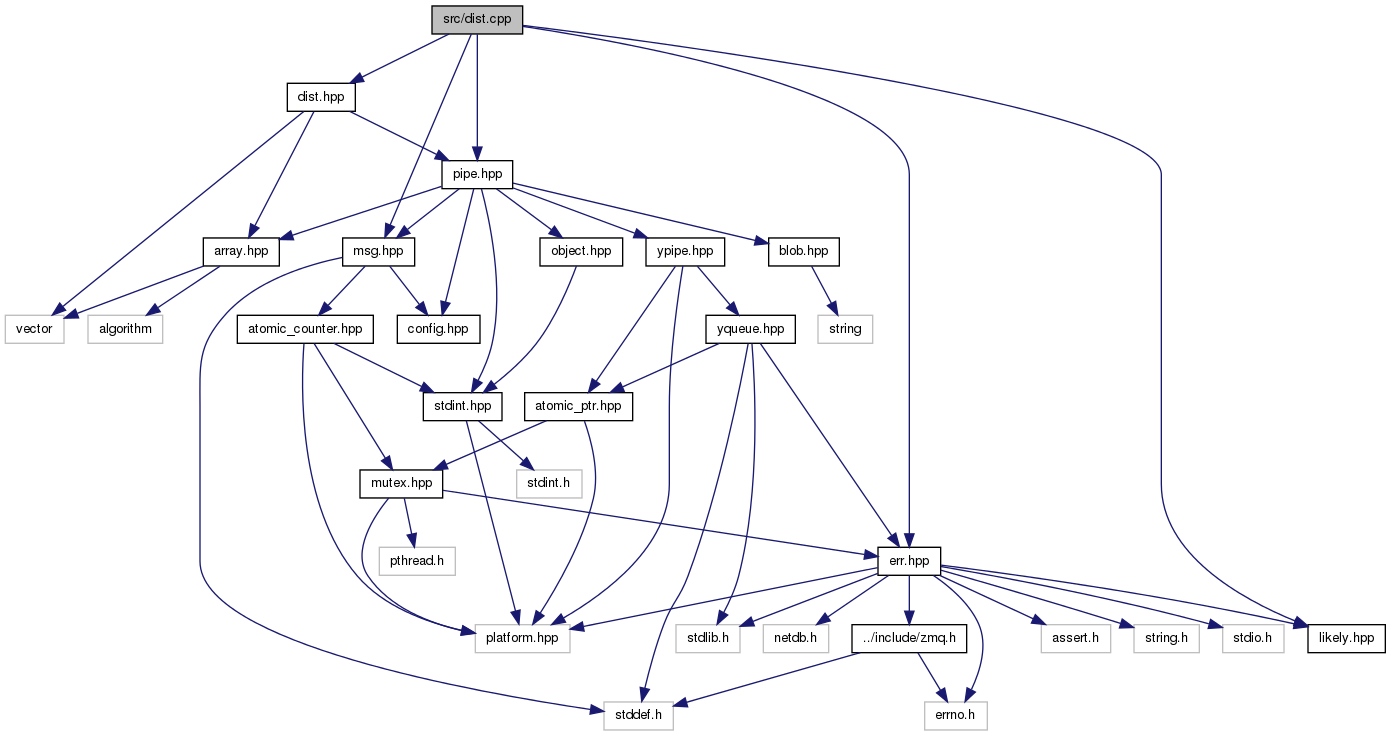 src/dist.cpp
dist.hpp
pipe.hpp
array.hpp
msg.hpp
object.hpp
ypipe.hpp
blob.hpp
vector
algorithm
atomic_counter.hpp
config.hpp
yqueue.hpp
string
stdint.hpp
atomic_ptr.hpp
mutex.hpp
stdint.h
pthread.h
err.hpp
platform.hpp
stdlib.h
netdb.h
../include/zmq.h
assert.h
string.h
stdio.h
likely.hpp
stddef.h
errno.h